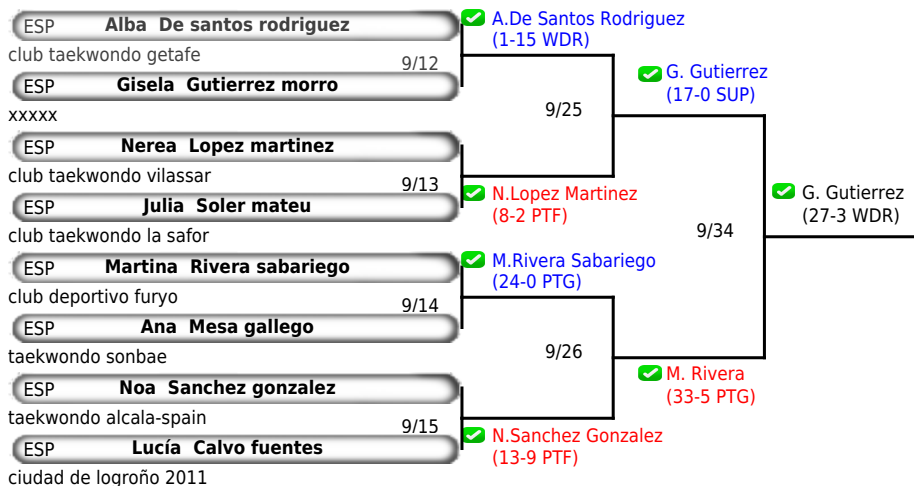 ESP Alba De santos rodriguez
club taekwondo getafe
9/12
ESP Gisela Gutierrez morro
xxxxx
ESP Nerea Lopez martinez
club taekwondo vilassar
9/13
ESP Julia Soler mateu
club taekwondo la safor
ESP Martina Rivera sabariego
club deportivo furyo
9/14
ESP Ana Mesa gallego
taekwondo sonbae
ESP Noa Sanchez gonzalez
taekwondo alcala-spain
9/15
ESP Lucía Calvo fuentes
ciudad de logroño 2011
A.De Santos Rodriguez
(1-15 WDR)
9/25
N.Lopez Martinez
(8-2 PTF)
M.Rivera Sabariego
(24-0 PTG)
9/26
N.Sanchez Gonzalez
(13-9 PTF)
G. Gutierrez
(17-0 SUP)
9/34
M. Rivera
(33-5 PTG)
G. Gutierrez
(27-3 WDR)